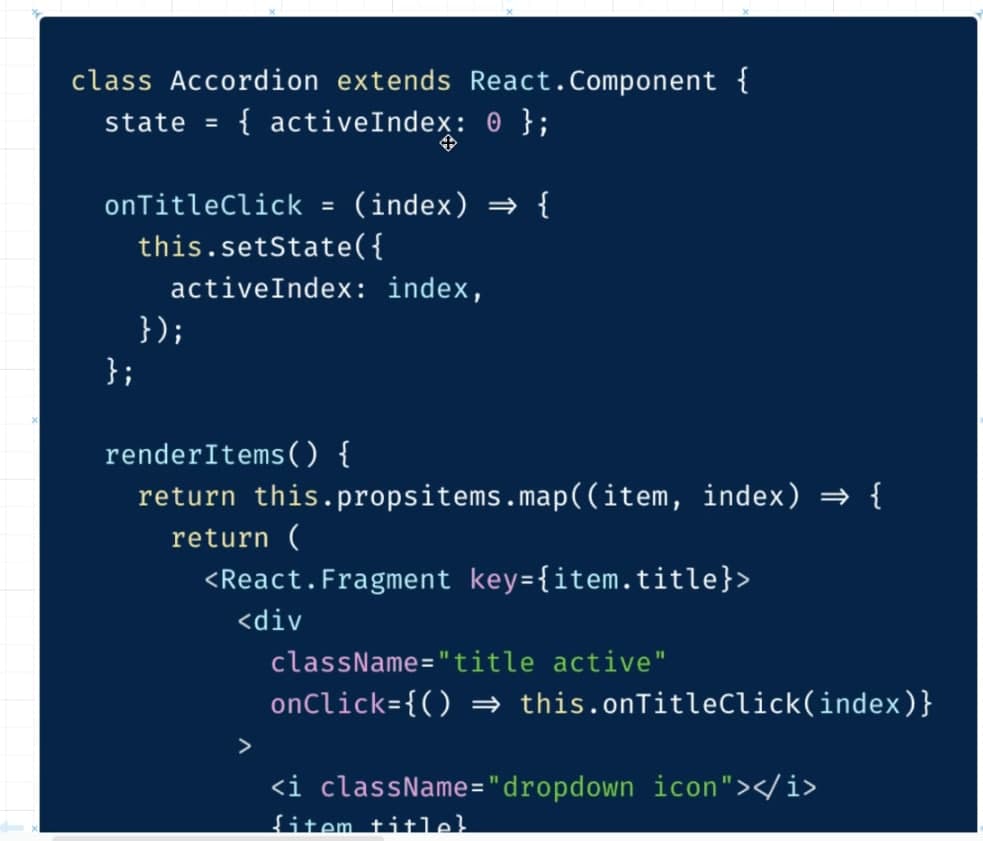 class Accordion extends React.Component {
state = { activeIndex: 0 };
onTitleClick = (index) => {
this.setState({
activeIndex: index,
});
};
renderItems() {
return this.propsitems.map((item, index) => {
return (
<React.Fragment key={item.title}>
<div
className="title active"
onClick={() => this.onTitleClick(index)}
>
<i className="dropdown icon"></i>
{item.title}